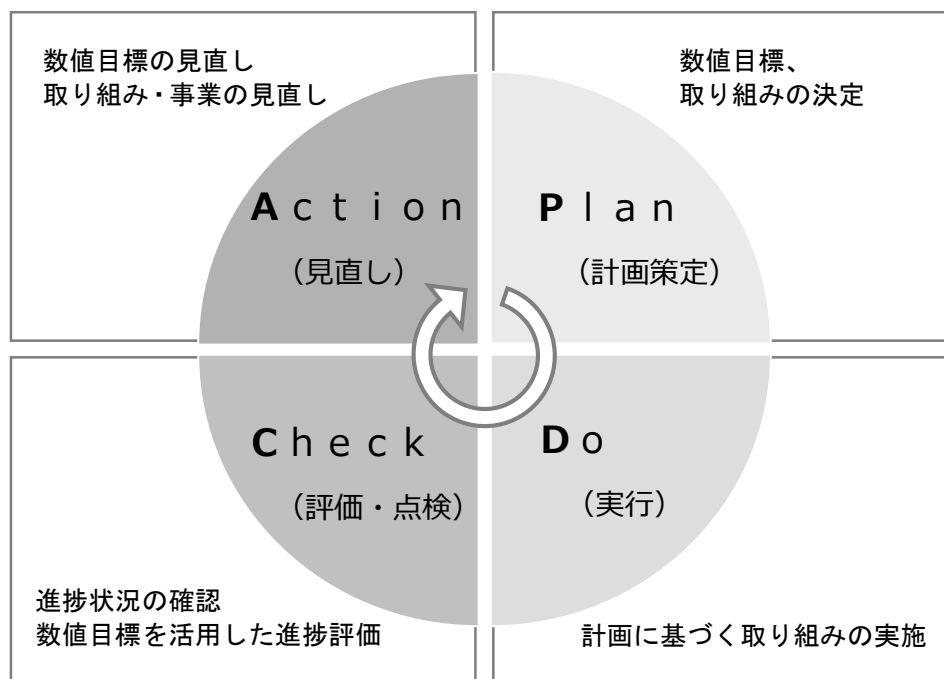 数値目標の見直し
取り組み・事業の見直し
Action
（見直し）
数値目標、
取り組みの決定
Plan
（計画策定）
Check
（評価・点検）
進捗状況の確認
数値目標を活用した進捗評価
Do
（実行）
計画に基づく取り組みの実施